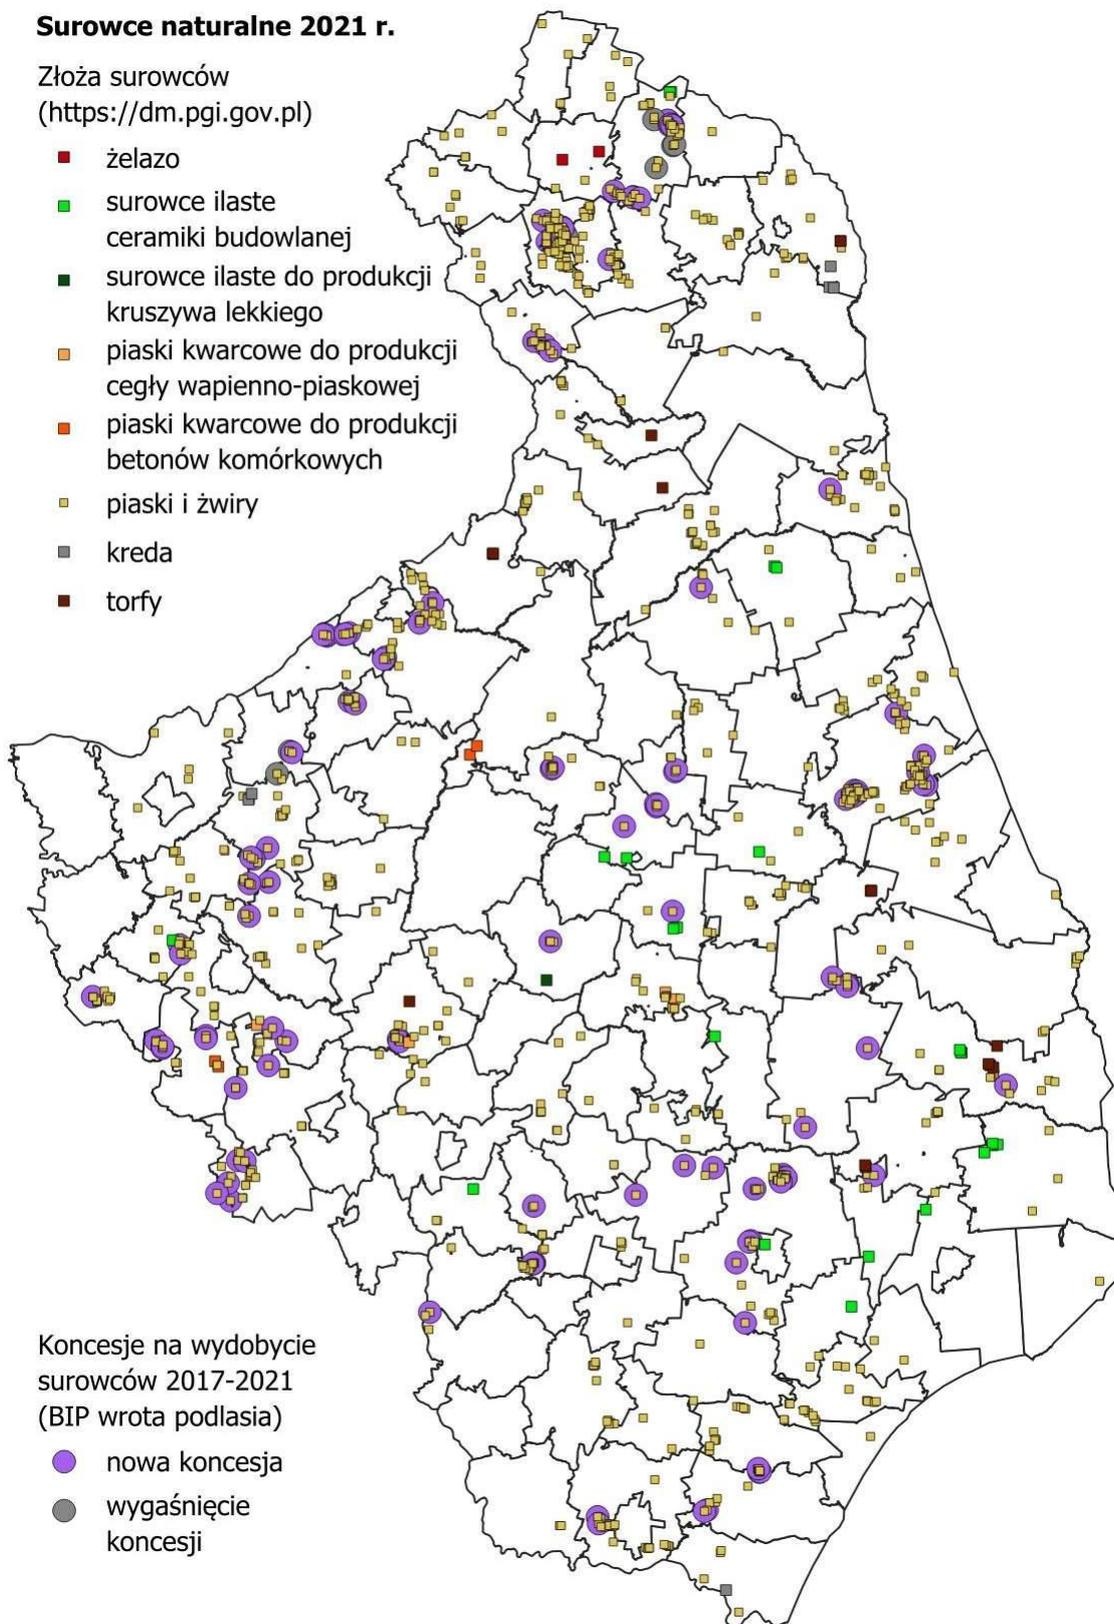 Surowce naturalne 2021 r.
Złoża surowców
(https://dm.pgi.gov.pl)
żelazo
surowce ilaste
ceramiki budowlanej
surowce ilaste do produkcji
kruszywa lekkiego
piaski kwarcowe do produkcji
cegły wapienno-piaskowej
piaski kwarcowe do produkcji
betonów komórkowych
piaski i żwiry
kreda
torfy
Koncesje na wydobycie
surowców 2017-2021
(BIP wrota podlasia)
nowa koncesja
wygaśnięcie
koncesji